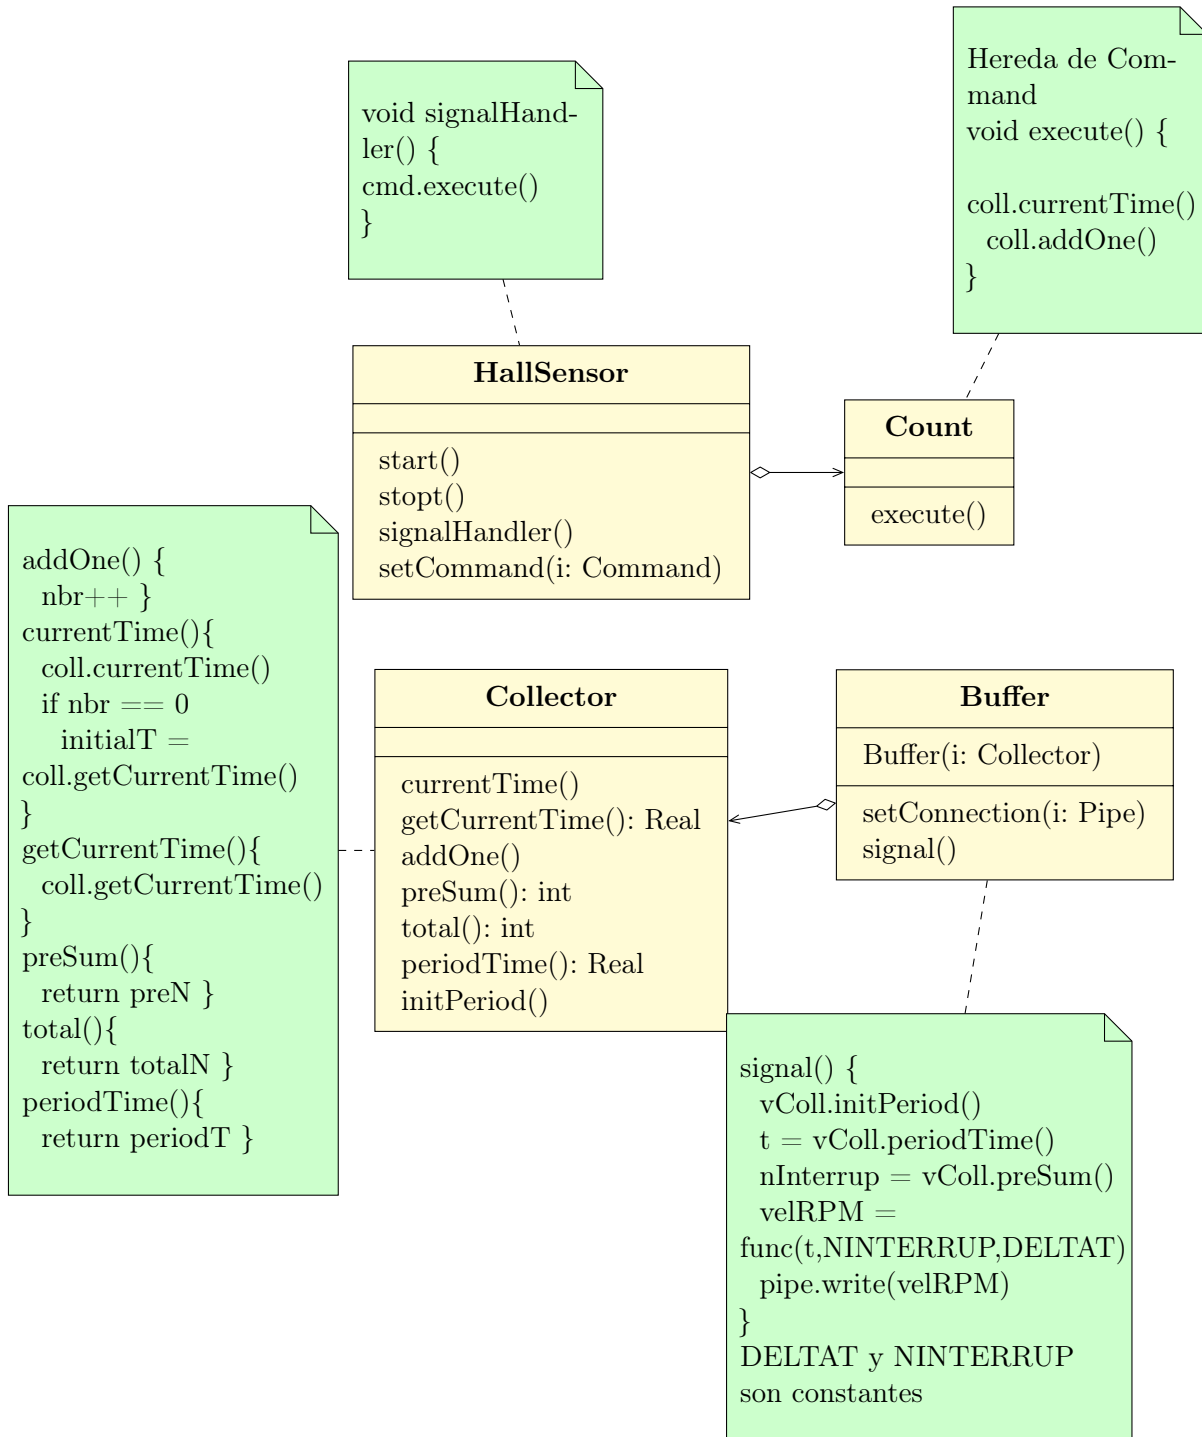 Hereda de Com-
mand
void execute() {
coll.currentTime()
coll.addOne()
}
void signalHand-
ler() {
cmd.execute()
}
HallSensor
start()
stopt()
signalHandler()
setCommand(i: Command)
Count
execute()
addOne() {
nbr++ }
currentTime(){
coll.currentTime()
if nbr == 0
initialT =
coll.getCurrentTime()
}
getCurrentTime(){
coll.getCurrentTime()
}
preSum(){
return preN }
total(){
return totalN }
periodTime(){
return periodT }
Collector
currentTime()
getCurrentTime(): Real
addOne()
preSum(): int
total(): int
periodTime(): Real
initPeriod()
Buffer
Buffer(i: Collector)
setConnection(i: Pipe)
signal()
signal() {
vColl.initPeriod()
t = vColl.periodTime()
nInterrup = vColl.preSum()
velRPM =
func(t,NINTERRUP,DELTAT)
pipe.write(velRPM)
}
DELTAT y NINTERRUP
son constantes